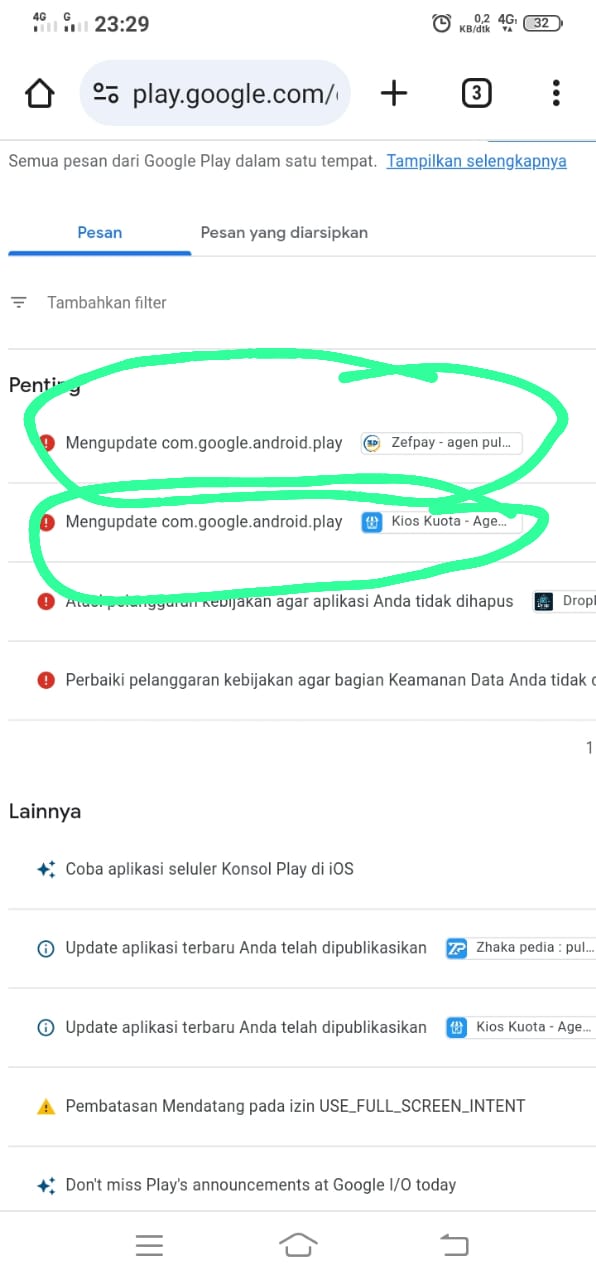 4G G 23:29 0,2 KB/dtk 4G 32
play.google.com/ 3
Semua pesan dari Google Play dalam satu tempat. Tampilkan selengkapnya
Pesan Pesan yang diarsipkan
Tambahkan filter
Penting
Mengupdate com.google.android.play Zefpay - agen pul...
Mengupdate com.google.android.play Kios Kuota - Age...
Atasi pelanggaran kebijakan agar aplikasi Anda tidak dihapus Drop
Perbaiki pelanggaran kebijakan agar bagian Keamanan Data Anda tidak
1
Lainnya
Coba aplikasi seluler Konsol Play di iOS
Update aplikasi terbaru Anda telah dipublikasikan ZP Zhaka pedia : pul...
Update aplikasi terbaru Anda telah dipublikasikan Kios Kuota - Age...
Pembatasan Mendatang pada izin USE_FULL_SCREEN_INTENT
Don't miss Play's announcements at Google I/O today